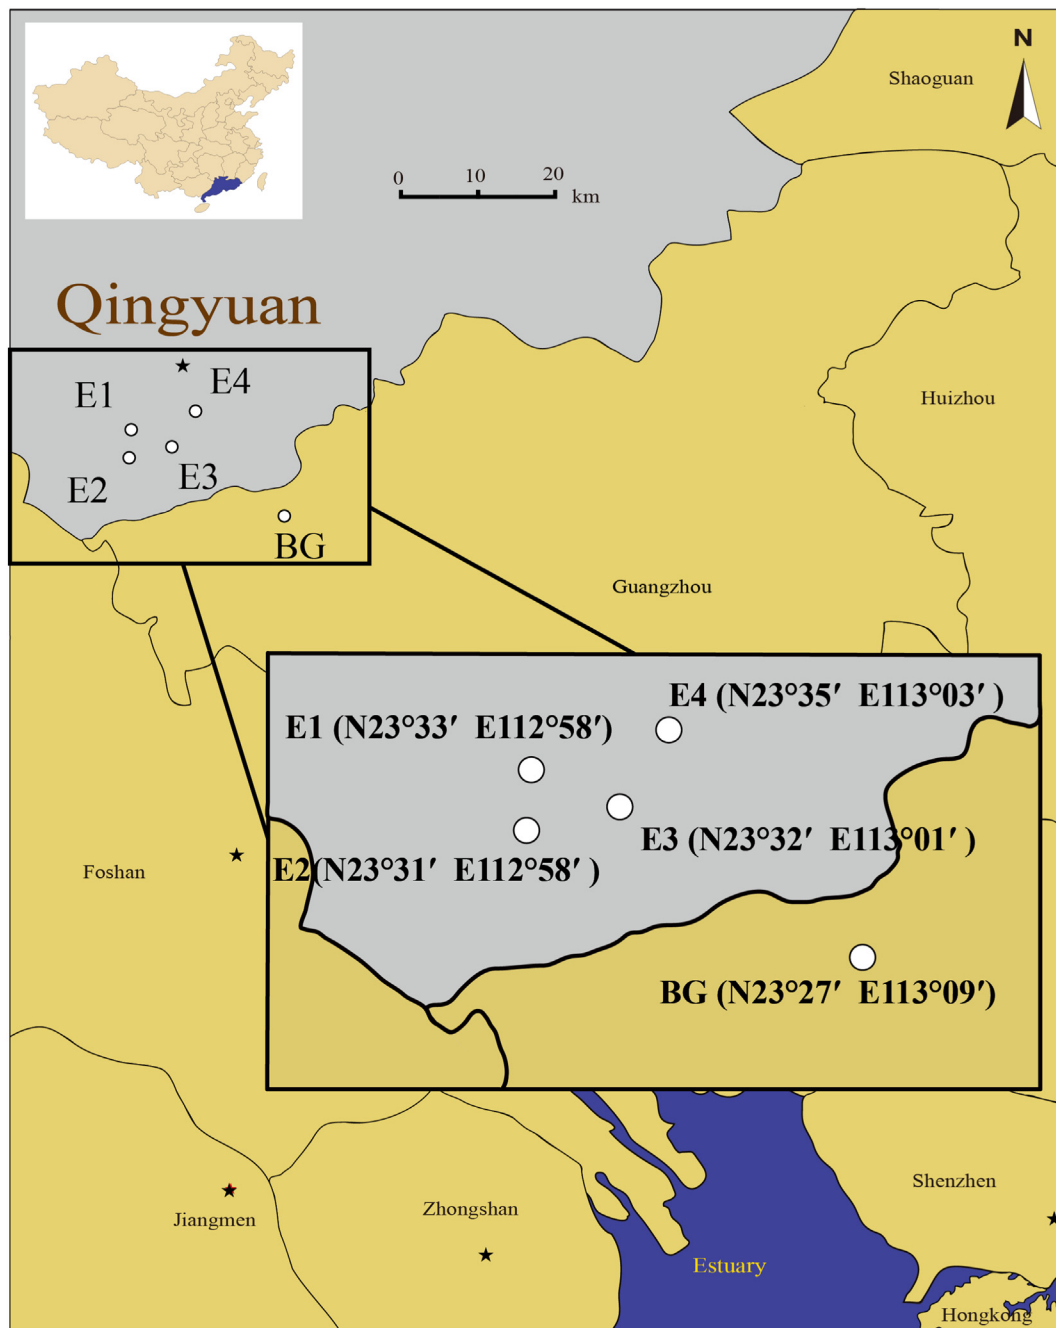 Shaoguan
N
0 10 20
km
Qingyuan
E4
E1
E3
E2
BG
Huizhou
Guangzhou
E4 (N23°35′ E113°03′ )
E1 (N23°33′ E112°58′)
E3 (N23°32′ E113°01′ )
E2(N23°31′ E112°58′ )
BG (N23°27′ E113°09′)
Foshan
Jiangmen
Zhongshan
Shenzhen
Estuary
Hongkong